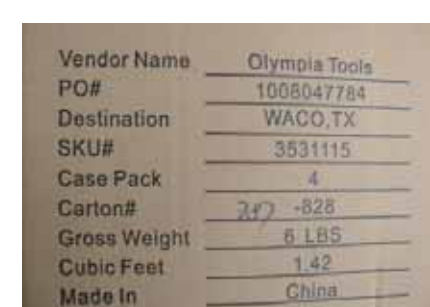 Vendor Name Olympia Tools
PO# 1008047784
Destination WACO,TX
SKU# 3531115
Case Pack 4
Carton# 247 -828
Gross Weight 6 LBS
Cubic Feet 1.42
Made In China